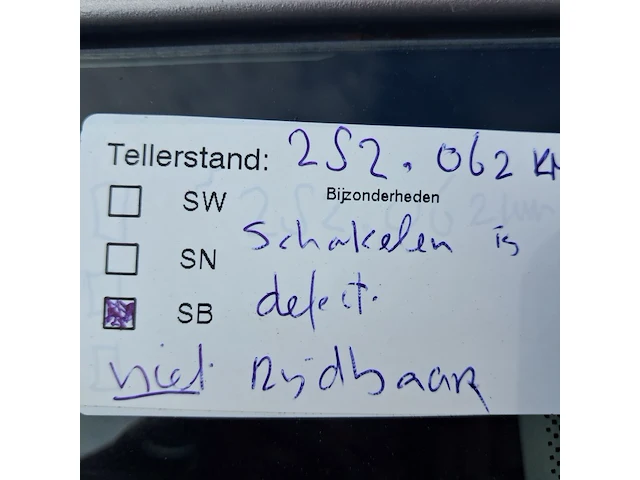 Tellerstand: 252.062 KM
SW Bijzonderheden
SN Schakelen is
SB defect.
niet Rijdbaar